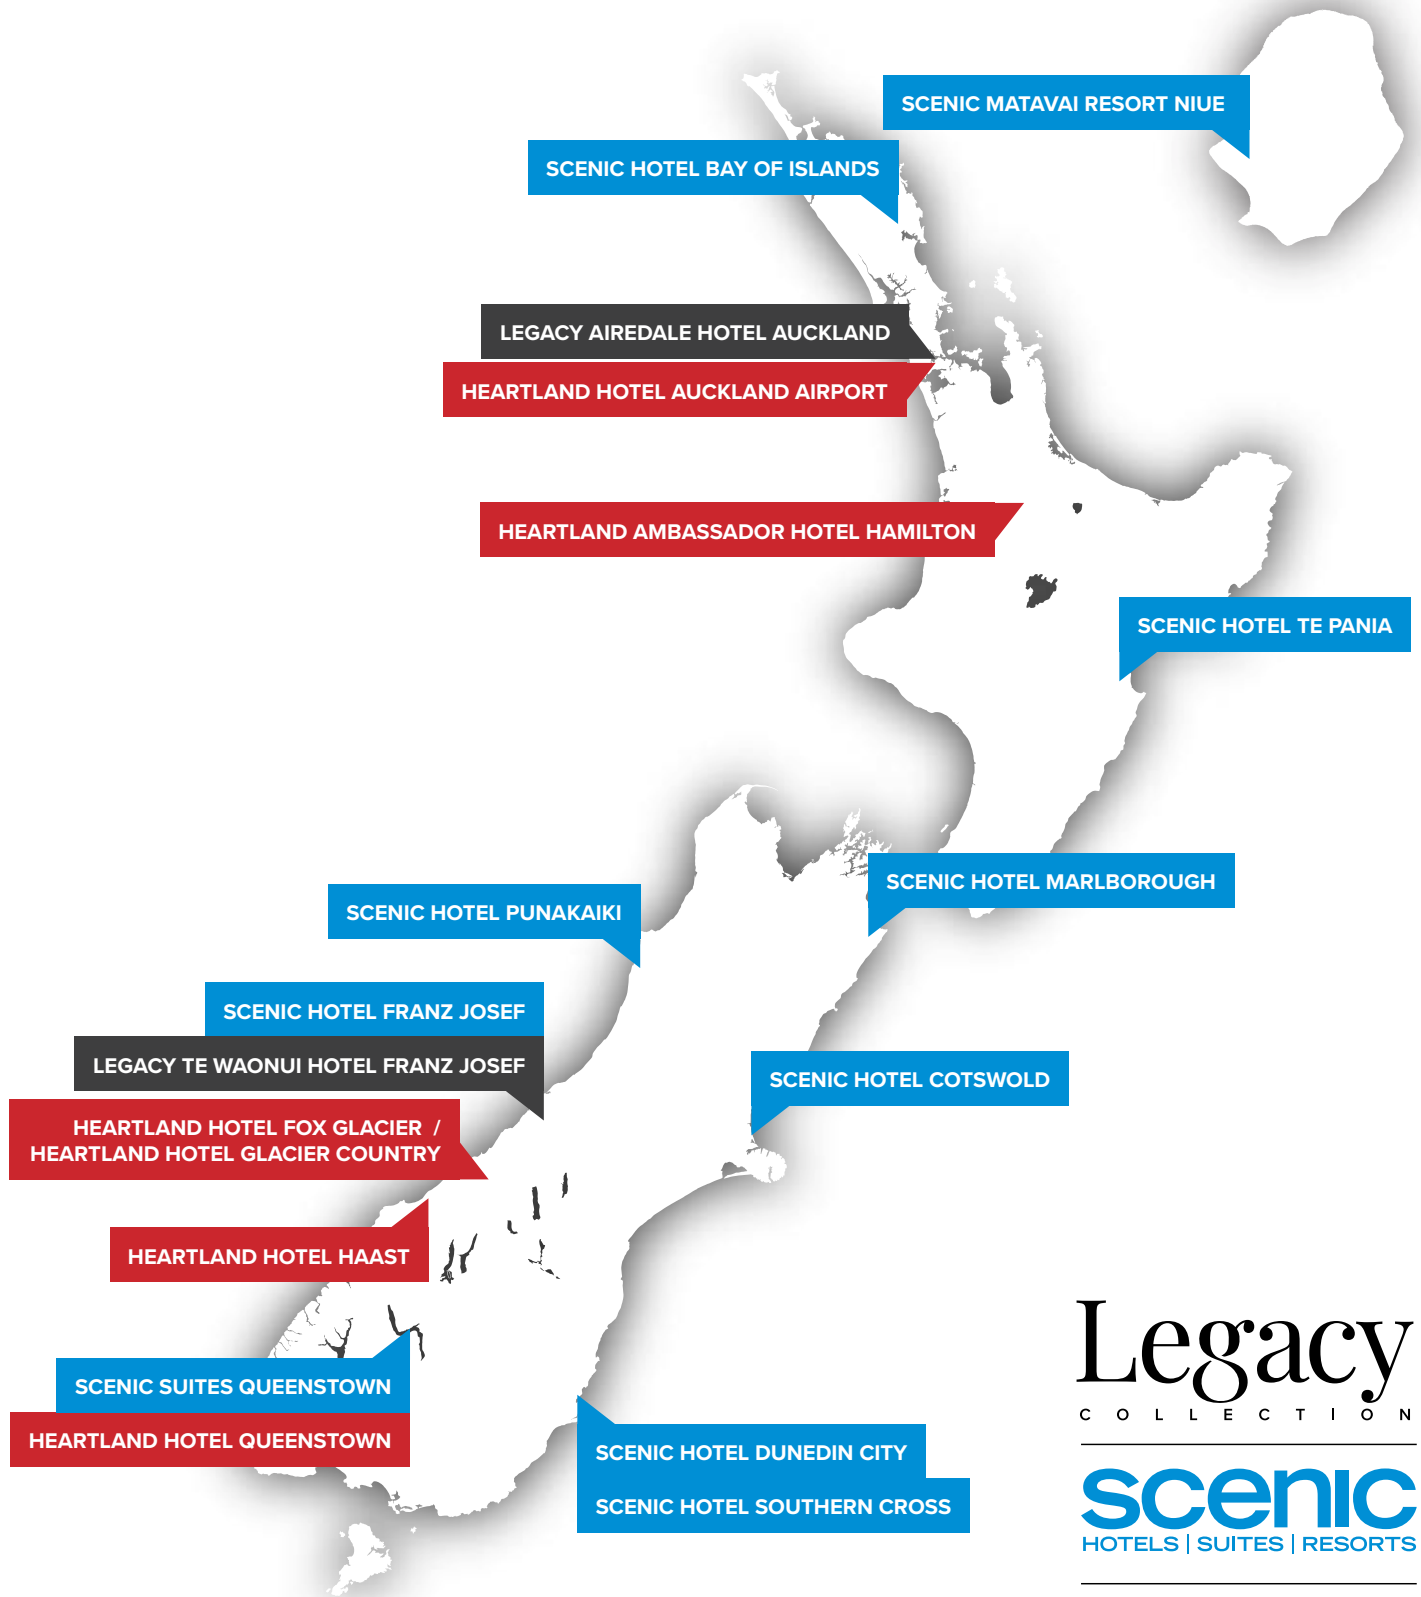 SCENIC MATAVAI RESORT NIUE
SCENIC HOTEL BAY OF ISLANDS
LEGACY AIREDALE HOTEL AUCKLAND
HEARTLAND HOTEL AUCKLAND AIRPORT
HEARTLAND AMBASSADOR HOTEL HAMILTON
SCENIC HOTEL TE PANIA
SCENIC HOTEL MARLBOROUGH
SCENIC HOTEL PUNAKAIKI
SCENIC HOTEL FRANZ JOSEF
LEGACY TE WAONUI HOTEL FRANZ JOSEF
SCENIC HOTEL COTSWOLD
HEARTLAND HOTEL FOX GLACIER /
HEARTLAND HOTEL GLACIER COUNTRY
HEARTLAND HOTEL HAAST
SCENIC SUITES QUEENSTOWN
HEARTLAND HOTEL QUEENSTOWN
SCENIC HOTEL DUNEDIN CITY
SCENIC HOTEL SOUTHERN CROSS
Legacy
COLLECTION
scenic
HOTELS | SUITES | RESORTS